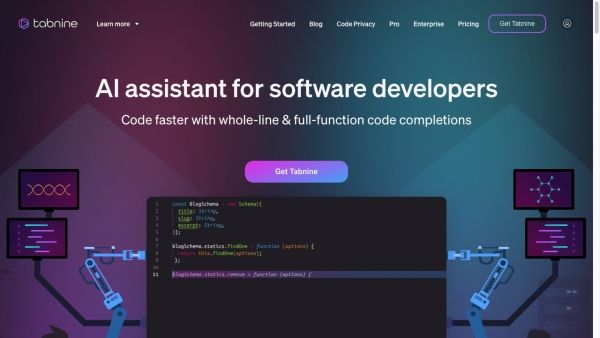 tabnine
Learn more
Getting Started
Blog
Code Privacy
Pro
Enterprise
Pricing
Get Tabnine
AI assistant for software developers
Code faster with whole-line & full-function code completions
Get Tabnine
1 const BlogSchema = new Schema({
2 title: String,
3 slug: String,
4 excerpt: String,
5 )};
6
7 blogSchema.statics.findOne = function (options) {
8 return this.findOne(options);
9 };
10
11 blogSchema.statics.remove = function (options) {